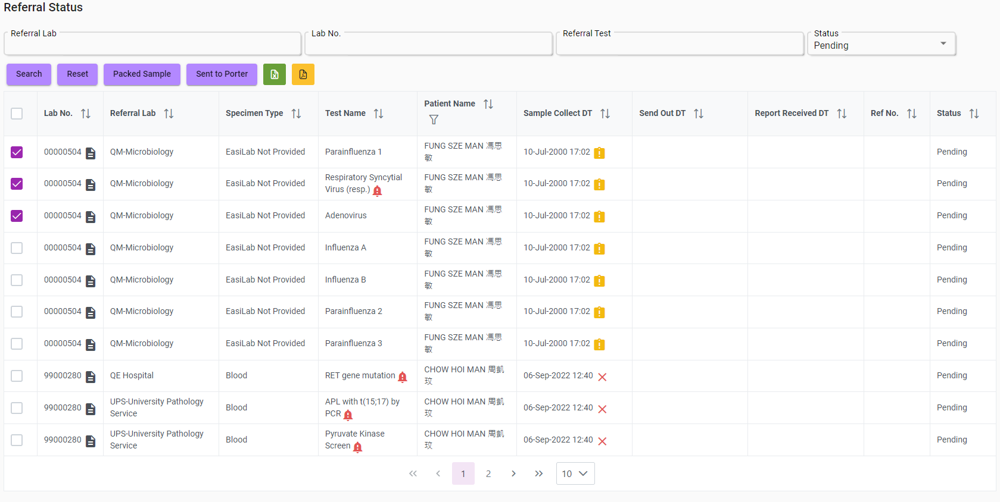 Referral Status
Referral Lab
Lab No.
Referral Test
Status
Pending
Search
Reset
Packed Sample
Sent to Porter
Lab No.
Referral Lab
Specimen Type
Test Name
Patient Name
Sample Collect DT
Send Out DT
Report Received DT
Ref No.
Status
00000504
QM-Microbiology
EasiLab Not Provided
Parainfluenza 1
FUNG SZE MAN 馮思
敏
10-Jul-2000 17:02
Pending
00000504
QM-Microbiology
EasiLab Not Provided
Respiratory Syncytial
Virus (resp.)
FUNG SZE MAN 馮思
敏
10-Jul-2000 17:02
Pending
00000504
QM-Microbiology
EasiLab Not Provided
Adenovirus
FUNG SZE MAN 馮思
敏
10-Jul-2000 17:02
Pending
00000504
QM-Microbiology
EasiLab Not Provided
Influenza A
FUNG SZE MAN 馮思
敏
10-Jul-2000 17:02
Pending
00000504
QM-Microbiology
EasiLab Not Provided
Influenza B
FUNG SZE MAN 馮思
敏
10-Jul-2000 17:02
Pending
00000504
QM-Microbiology
EasiLab Not Provided
Parainfluenza 2
FUNG SZE MAN 馮思
敏
10-Jul-2000 17:02
Pending
00000504
QM-Microbiology
EasiLab Not Provided
Parainfluenza 3
FUNG SZE MAN 馮思
敏
10-Jul-2000 17:02
Pending
99000280
QE Hospital
Blood
RET gene mutation
CHOW HOI MAN 周凱
玟
06-Sep-2022 12:40
Pending
99000280
UPS-University Pathology
Service
Blood
APL with t(15;17) by
PCR
CHOW HOI MAN 周凱
玟
06-Sep-2022 12:40
Pending
99000280
UPS-University Pathology
Service
Blood
Pyruvate Kinase
Screen
CHOW HOI MAN 周凱
玟
06-Sep-2022 12:40
Pending
1
2
10